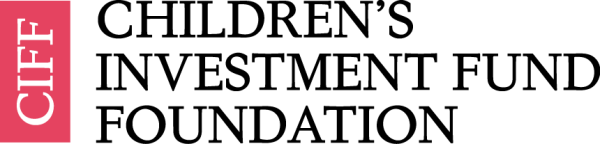 CIFF
CHILDREN’S
INVESTMENT FUND
FOUNDATION